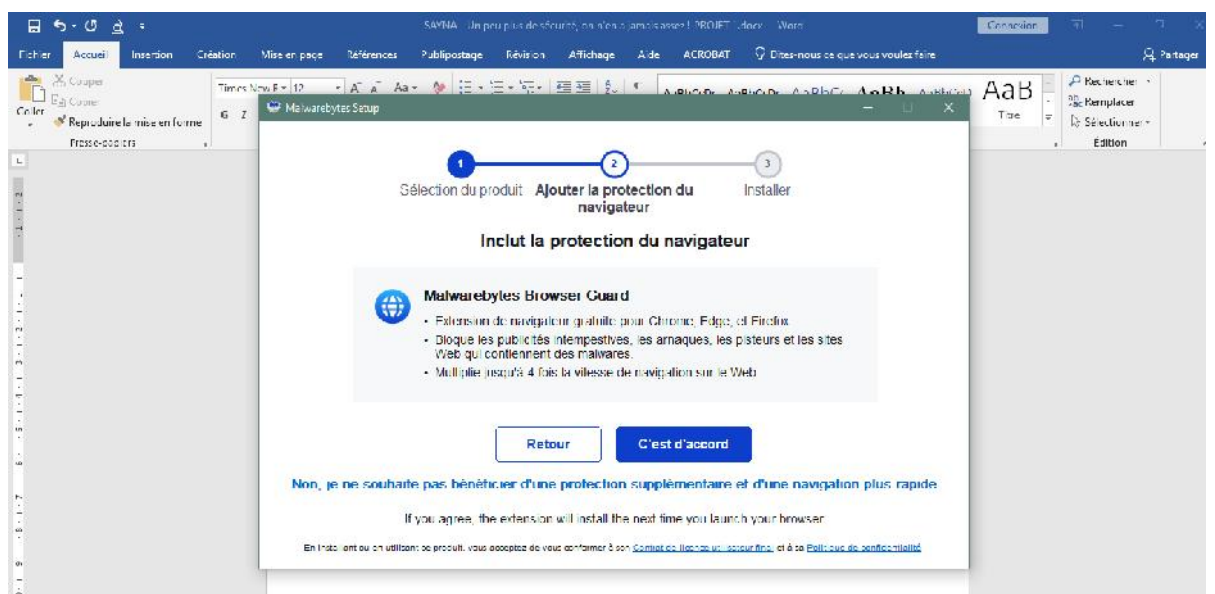 SAYNA - Un peu plus de sécurité, on n'en a jamais assez! PROJET 1.docx - Word
Connexion
Fichier Accueil Insertion Création Mise en page Références Publipostage Révision Affichage Aide ACROBAT Dites-nous ce que vous voulez faire Partager
Coller
Couper
Copier
Reproduire la mise en forme
Presse-papiers
Times New R 12
G I
AaB
Titre
Rechercher
Remplacer
Sélectionner
Édition
Malwarebytes Setup
1 2 3
Sélection du produit Ajouter la protection du Installer
navigateur
Inclut la protection du navigateur
Malwarebytes Browser Guard
• Extension de navigateur gratuite pour Chrome, Edge, et Firefox
• Bloque les publicités intempestives, les arnaques, les pisteurs et les sites
Web qui contiennent des malwares.
• Multiplie jusqu'à 4 fois la vitesse de navigation sur le Web
Retour C'est d'accord
Non, je ne souhaite pas bénéficier d'une protection supplémentaire et d'une navigation plus rapide
If you agree, the extension will install the next time you launch your browser
En installant ou en utilisant ce produit, vous acceptez de vous conformer à son Contrat de licence utilisateur final et à sa Politique de confidentialité